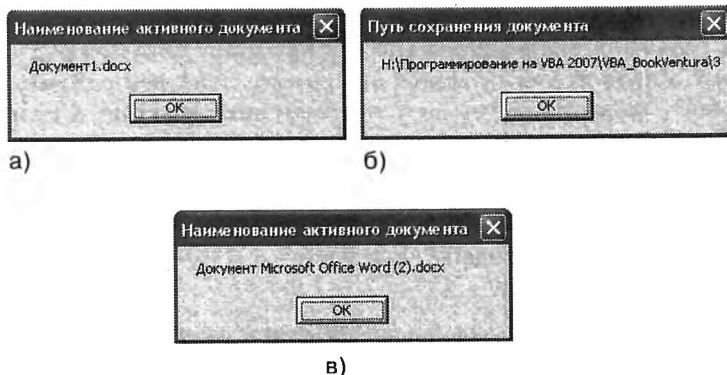 Наименование активного документа
Документ1.docx
OK
а)
Путь сохранения документа
H:\Программирование на VBA 2007\VBA_BookVentura\3
OK
б)
Наименование активного документа
Документ Microsoft Office Word (2).docx
OK
в)